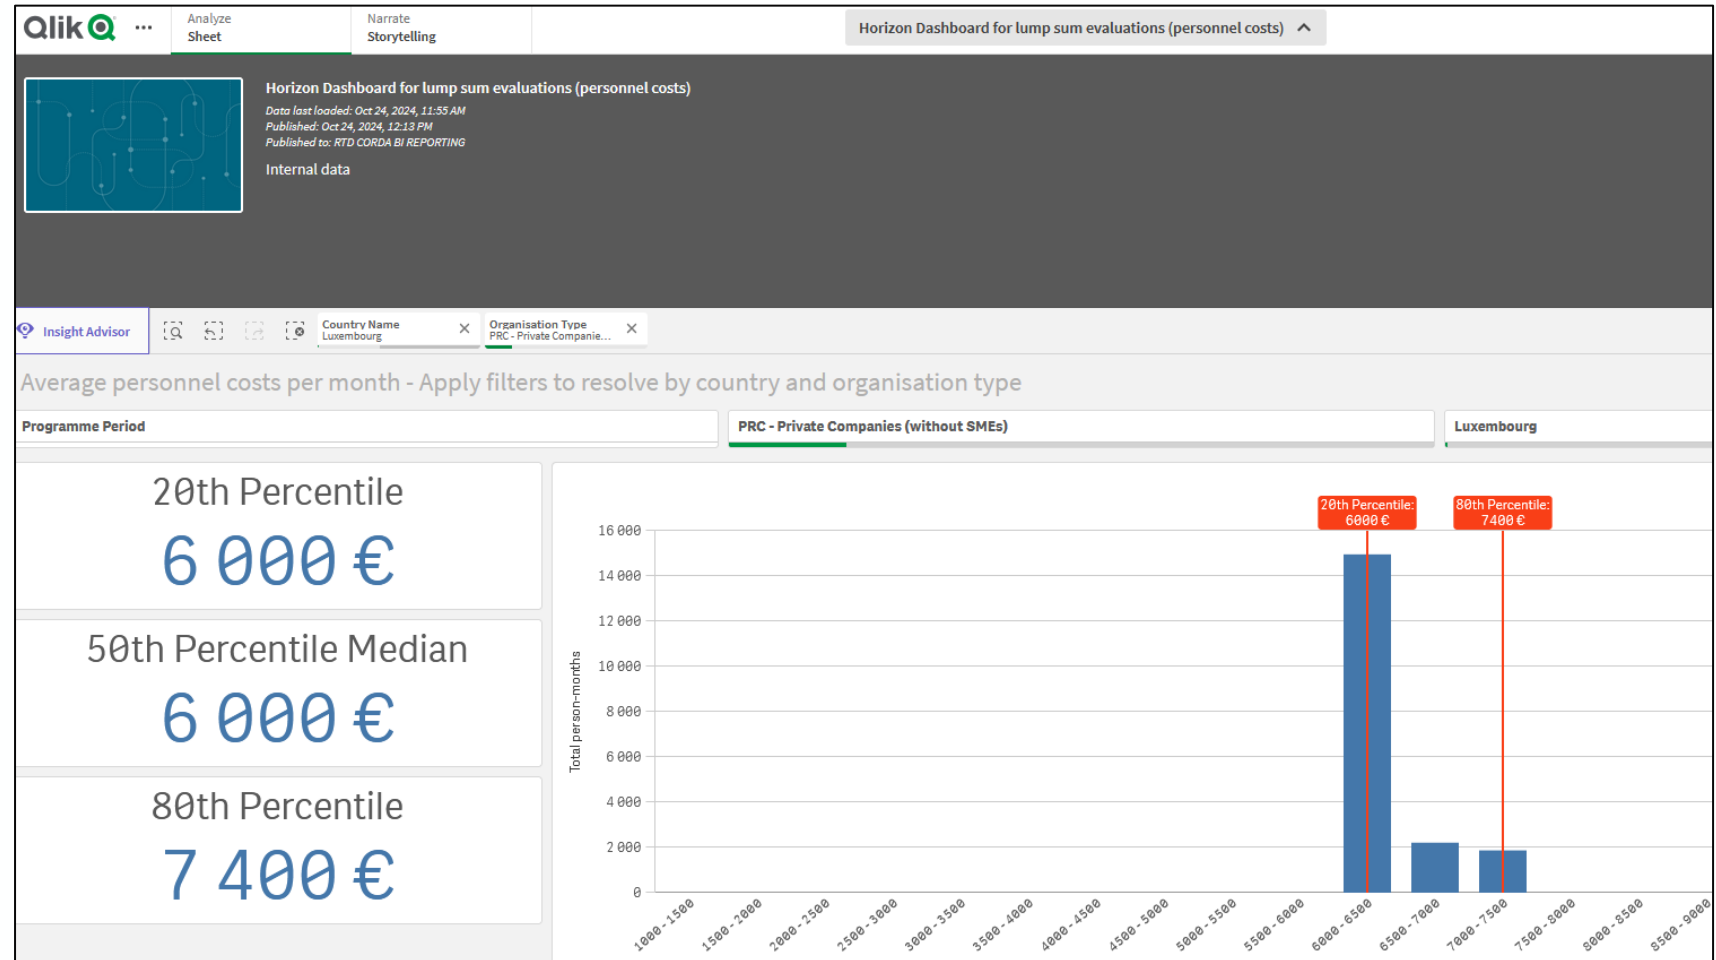 Qlik
Analyze
Sheet
Narrate
Storytelling
Horizon Dashboard for lump sum evaluations (personnel costs)
Horizon Dashboard for lump sum evaluations (personnel costs)
Data last loaded: Oct 24, 2024, 11:55 AM
Published: Oct 24, 2024, 12:13 PM
Published to: RTD CORDA BI REPORTING
Internal data
Insight Advisor
Country Name
Luxembourg
Organisation Type
PRC - Private Companie...
Average personnel costs per month - Apply filters to resolve by country and organisation type
Programme Period
PRC - Private Companies (without SMEs)
Luxembourg
20th Percentile
6 000 €
50th Percentile Median
6 000 €
80th Percentile
7 400 €
20th Percentile:
6000 €
80th Percentile:
7400 €
Total person-months
16 000
14 000
12 000
10 000
8 000
6 000
4 000
2 000
0
1000-1500
1500-2000
2000-2500
2500-3000
3000-3500
3500-4000
4000-4500
4500-5000
5000-5500
5500-6000
6000-6500
6500-7000
7000-7500
7500-8000
8000-8500
8500-9000